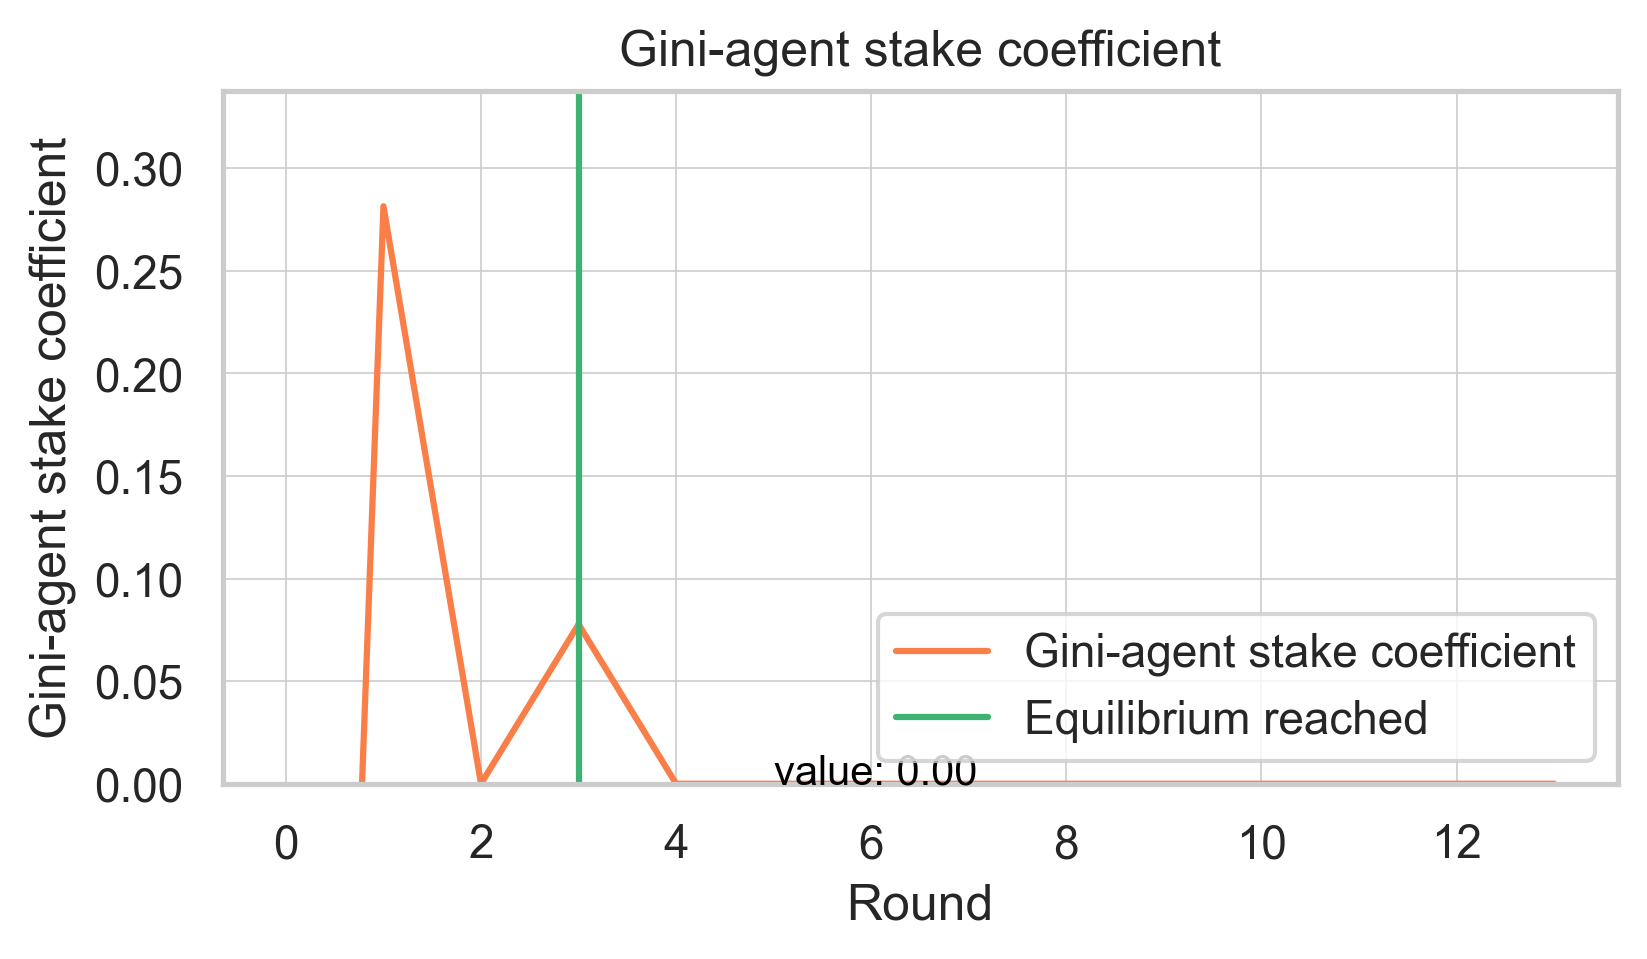 Gini-agent stake coefficient
Gini-agent stake coefficient
0.30
0.25
0.20
0.15
0.10
0.05
0.00
Gini-agent stake coefficient
Equilibrium reached
value: 0.00
0 2 4 6 8 10 12
Round